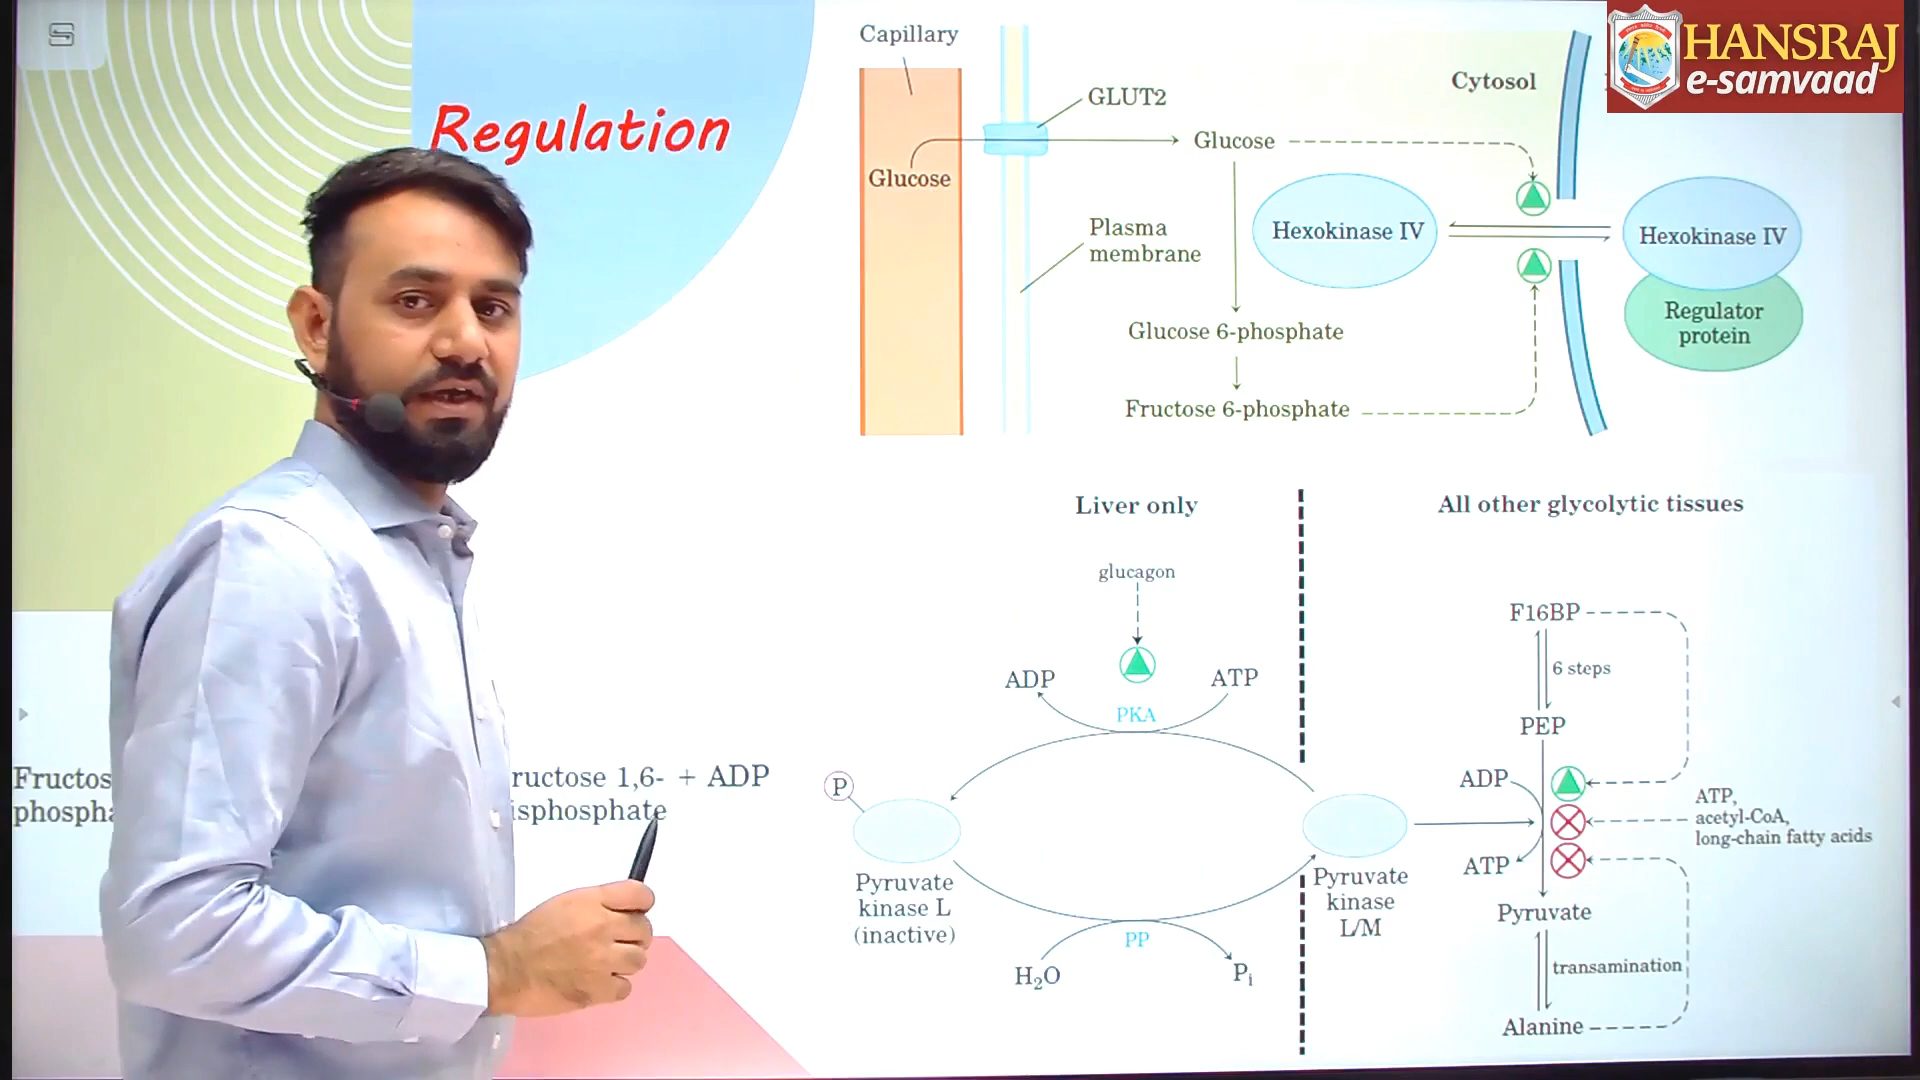 HANSRAJ
e-samvaad
Regulation
Capillary
GLUT2
Cytosol
Glucose
Glucose
Plasma
membrane
Hexokinase IV
Hexokinase IV
Regulator
protein
Glucose 6-phosphate
Fructose 6-phosphate
Liver only
All other glycolytic tissues
glucagon
ADP
ATP
PKA
P
Pyruvate
kinase L
(inactive)
PP
H₂O
Pi
Pyruvate
kinase
L/M
F16BP
6 steps
PEP
ADP
ATP
ATP,
acetyl-CoA,
long-chain fatty acids
Pyruvate
transamination
Alanine
Fructos
phospha
ructose 1,6- + ADP
isphosphate